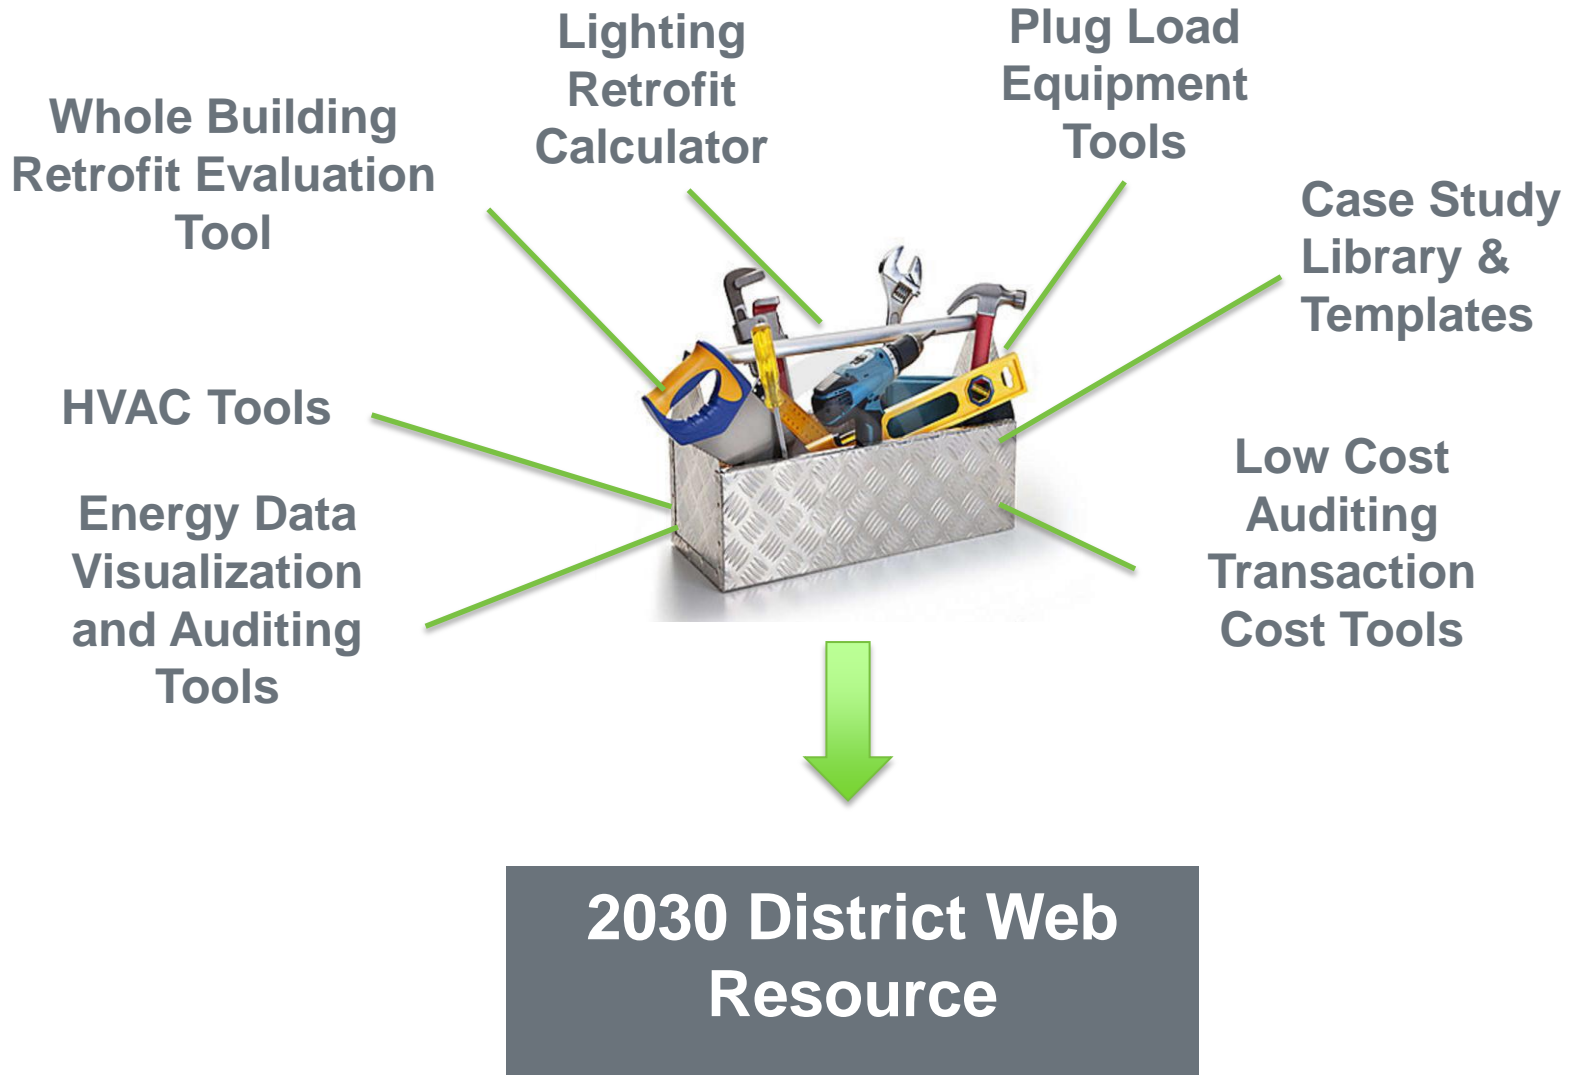 Lighting
Retrofit
Calculator
Plug Load
Equipment
Tools
Whole Building
Retrofit Evaluation
Tool
Case Study
Library &
Templates
HVAC Tools
Low Cost
Auditing
Transaction
Cost Tools
Energy Data
Visualization
and Auditing
Tools
2030 District Web
Resource